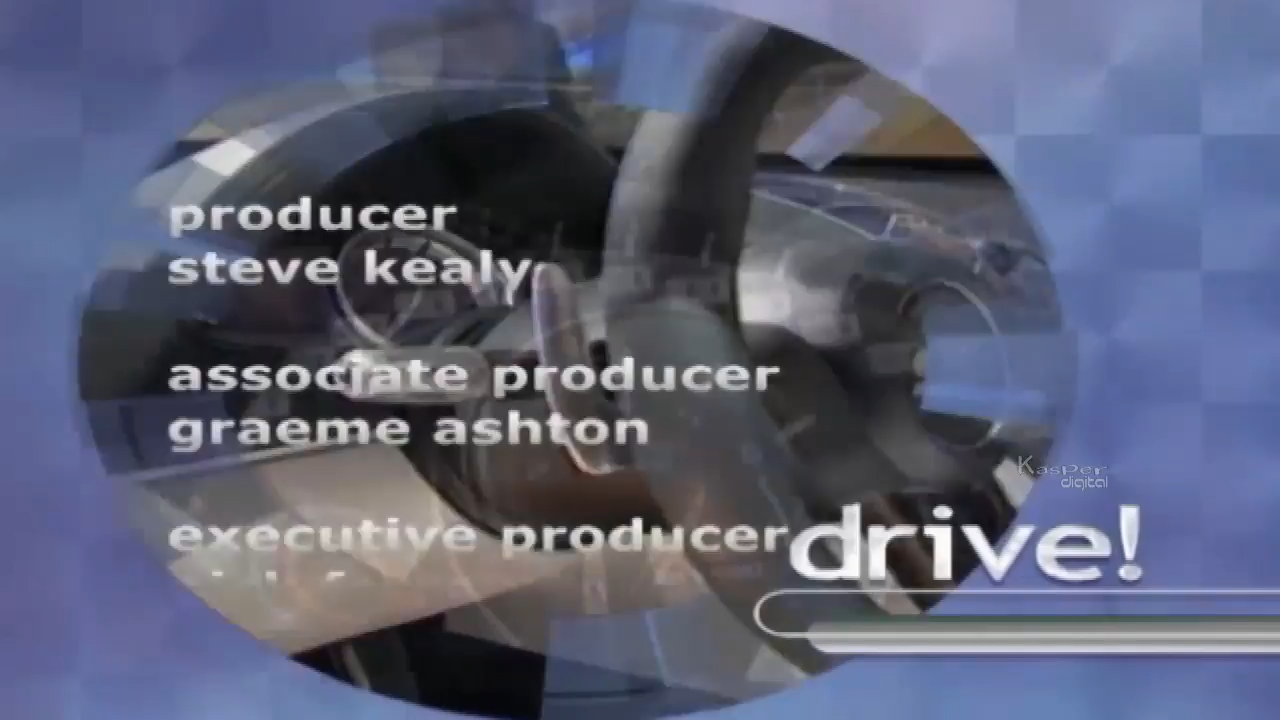 producer
steve kealy
associate producer
graeme ashton
executive producer
KasPer
digital
drive!